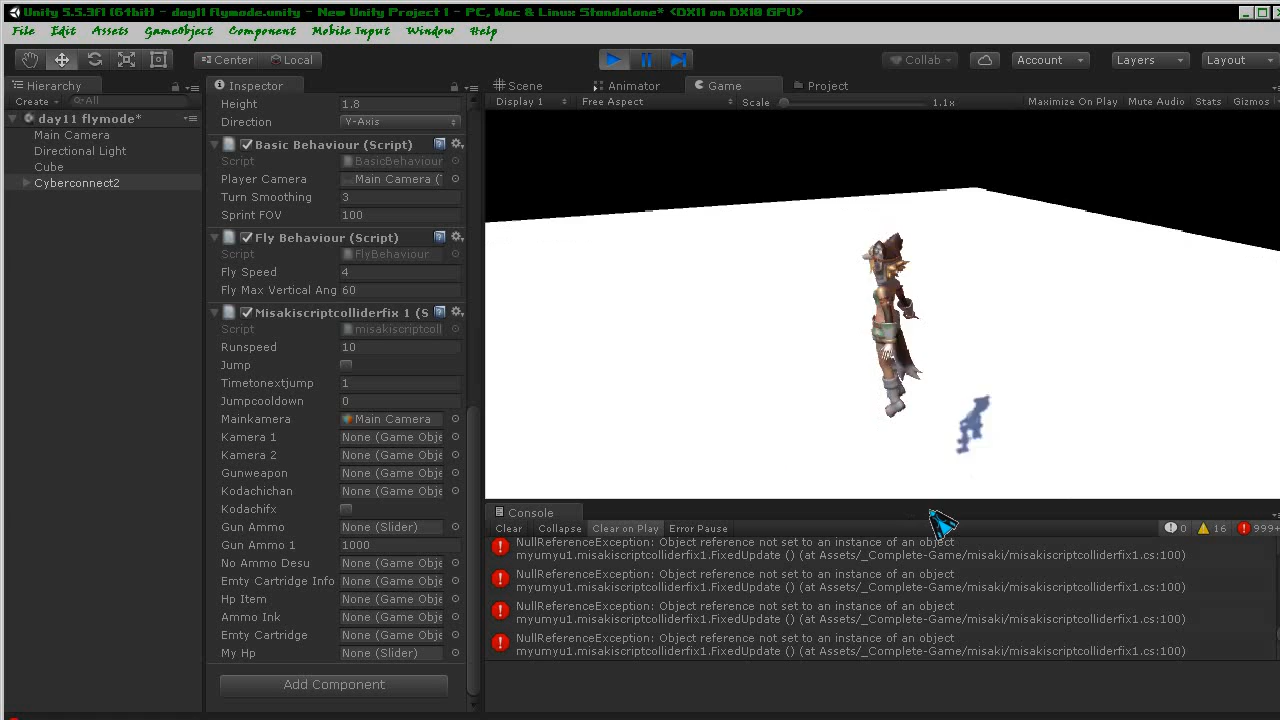 Unity 5.5.3f1 (64bit) - day11 flymode.unity - New Unity Project 1 - PC, Mac & Linux Standalone* <DX11 on DX10 GPU>
File Edit Assets GameObject Component Mobile Input Window Help
Center Local Collab Account Layers Layout
Hierarchy
Create All
day11 flymode*
Main Camera
Directional Light
Cube
Cyberconnect2
Inspector
Height 1.8
Direction Y-Axis
Basic Behaviour (Script)
Script BasicBehaviour
Player Camera Main Camera (
Turn Smoothing 3
Sprint FOV 100
Fly Behaviour (Script)
Script FlyBehaviour
Fly Speed 4
Fly Max Vertical Ang 60
Misakiscriptcolliderfix 1 (S
Script misakiscriptcoll
Runspeed 10
Jump
Timetonextjump 1
Jumpcooldown 0
Mainkamera Main Camera
Kamera 1 None (Game Obje
Kamera 2 None (Game Obje
Gunweapon None (Game Obje
Kodachichan None (Game Obje
Kodachifx
Gun Ammo None (Slider)
Gun Ammo 1 1000
No Ammo Desu None (Game Obje
Emty Cartridge Info None (Game Obje
Hp Item None (Game Obje
Ammo Ink None (Game Obje
Emty Cartridge None (Game Obje
My Hp None (Slider)
Add Component
Scene Animator Game Project
Display 1 Free Aspect Scale 1.1x Maximize On Play Mute Audio Stats Gizmos
Console
Clear Collapse Clear on Play Error Pause 0 16 999+
NullReferenceException: Object reference not set to an instance of an object
myumyu1.misakiscriptcolliderfix1.FixedUpdate () (at Assets/_Complete-Game/misaki/misakiscriptcolliderfix1.cs:100)
NullReferenceException: Object reference not set to an instance of an object
myumyu1.misakiscriptcolliderfix1.FixedUpdate () (at Assets/_Complete-Game/misaki/misakiscriptcolliderfix1.cs:100)
NullReferenceException: Object reference not set to an instance of an object
myumyu1.misakiscriptcolliderfix1.FixedUpdate () (at Assets/_Complete-Game/misaki/misakiscriptcolliderfix1.cs:100)
NullReferenceException: Object reference not set to an instance of an object
myumyu1.misakiscriptcolliderfix1.FixedUpdate () (at Assets/_Complete-Game/misaki/misakiscriptcolliderfix1.cs:100)